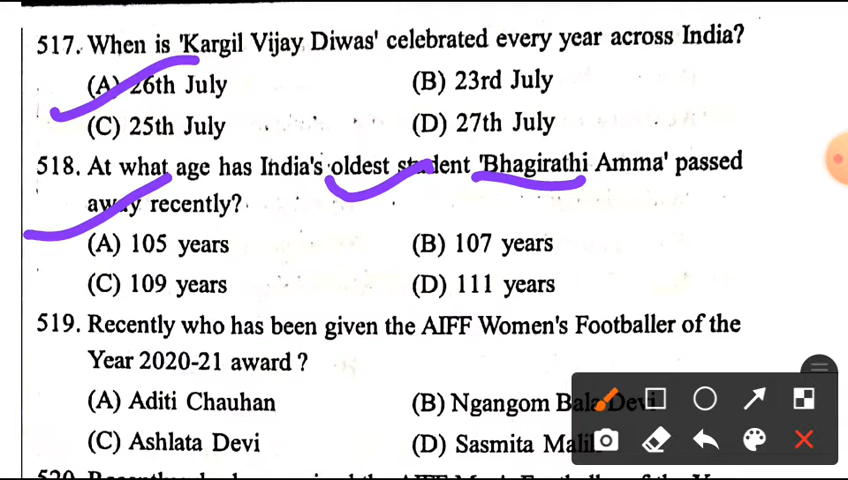 517. When is 'Kargil Vijay Diwas' celebrated every year across India?
(A) 26th July (B) 23rd July
(C) 25th July (D) 27th July
518. At what age has India's oldest student 'Bhagirathi Amma' passed
away recently?
(A) 105 years (B) 107 years
(C) 109 years (D) 111 years
519. Recently who has been given the AIFF Women's Footballer of the
Year 2020-21 award ?
(A) Aditi Chauhan (B) Ngangom Bala Devi
(C) Ashlata Devi (D) Sasmita Malik